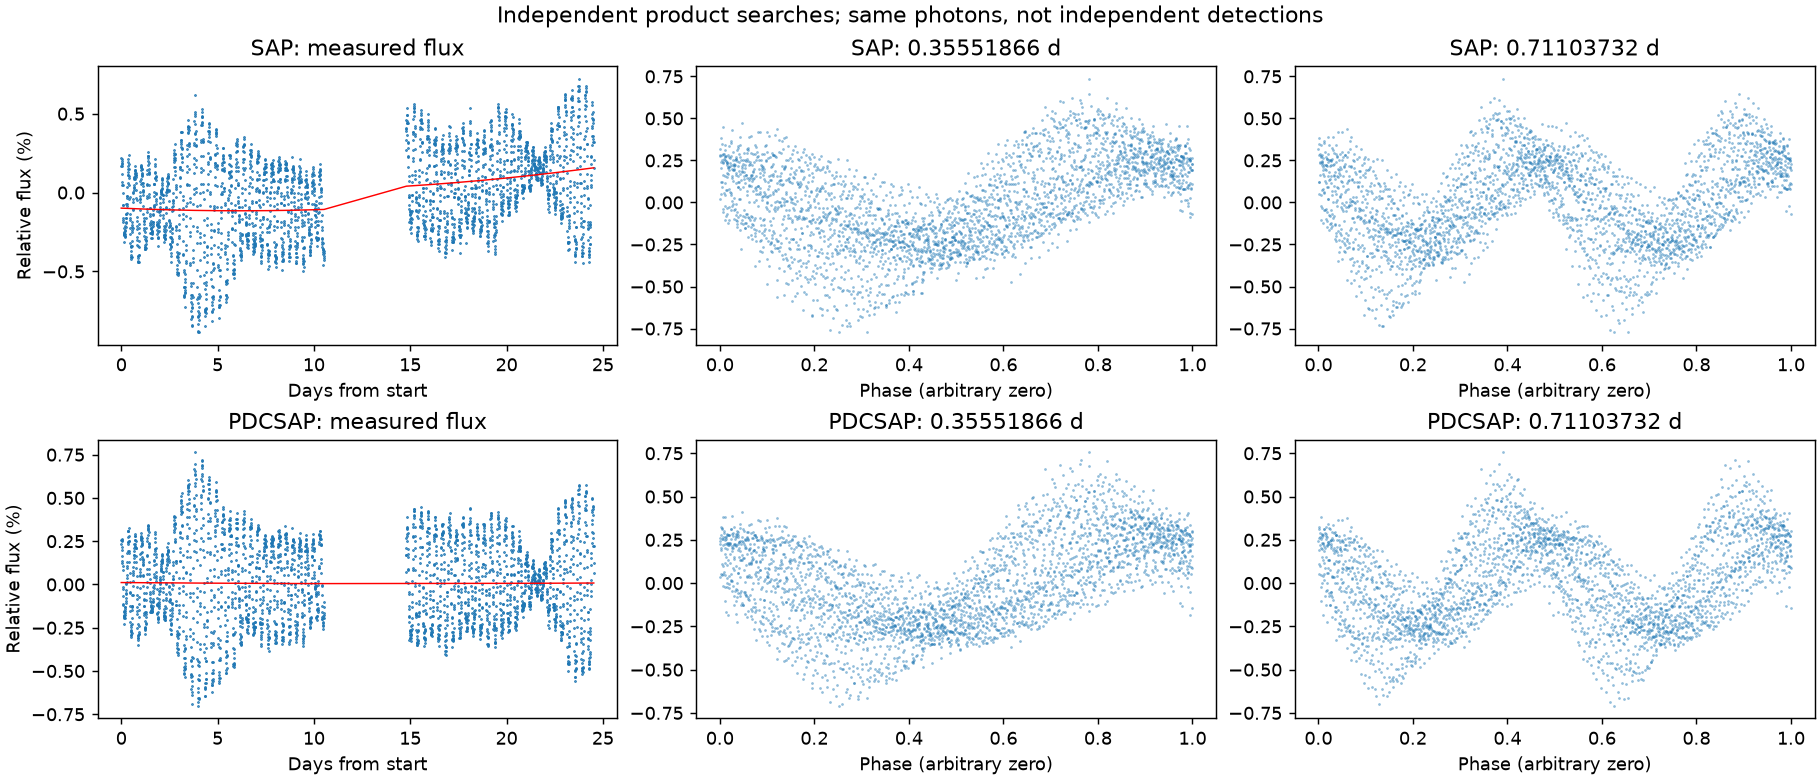 Independent product searches; same photons, not independent detections
SAP: measured flux
SAP: 0.35551866 d
SAP: 0.71103732 d
Relative flux (%)
0.5
0.0
−0.5
0 5 10 15 20 25
Days from start
0.75
0.50
0.25
0.00
−0.25
−0.50
−0.75
0.0 0.2 0.4 0.6 0.8 1.0
Phase (arbitrary zero)
0.75
0.50
0.25
0.00
−0.25
−0.50
−0.75
0.0 0.2 0.4 0.6 0.8 1.0
Phase (arbitrary zero)
PDCSAP: measured flux
PDCSAP: 0.35551866 d
PDCSAP: 0.71103732 d
Relative flux (%)
0.75
0.50
0.25
0.00
−0.25
−0.50
−0.75
0 5 10 15 20 25
Days from start
0.75
0.50
0.25
0.00
−0.25
−0.50
−0.75
0.0 0.2 0.4 0.6 0.8 1.0
Phase (arbitrary zero)
0.75
0.50
0.25
0.00
−0.25
−0.50
−0.75
0.0 0.2 0.4 0.6 0.8 1.0
Phase (arbitrary zero)